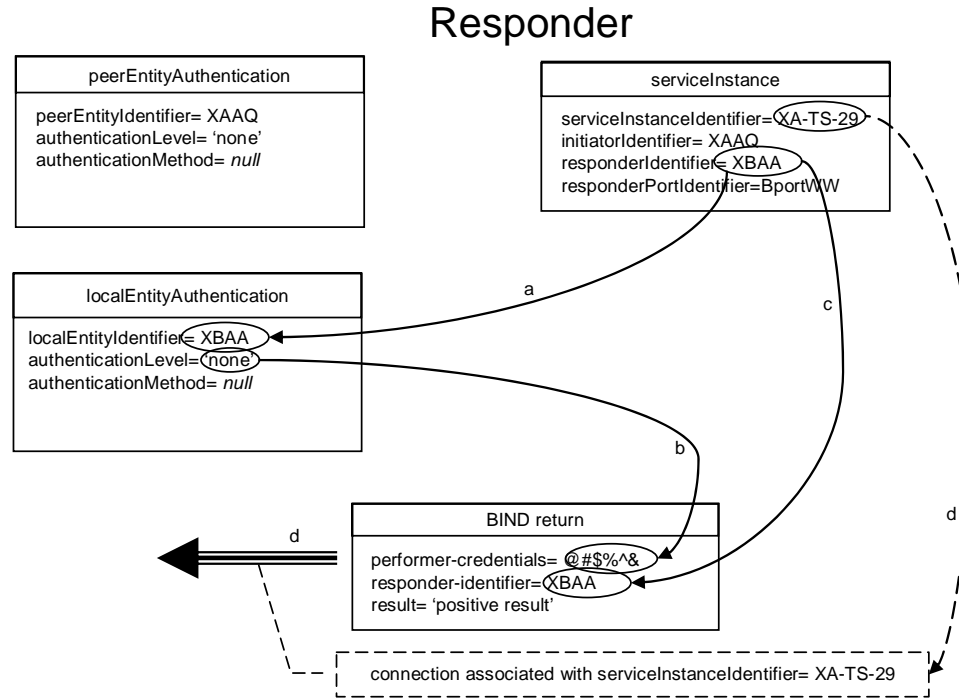 Responder
peerEntityAuthentication
peerEntityIdentifier= XAAQ
authenticationLevel= ‘none’
authenticationMethod= null
serviceInstance
serviceInstanceIdentifier= XA-TS-29
initiatorIdentifier= XAAQ
responderIdentifier= XBAA
responderPortIdentifier=BportWW
localEntityAuthentication
localEntityIdentifier= XBAA
authenticationLevel= ‘none’
authenticationMethod= null
a
c
b
d
d
BIND return
performer-credentials= @#$%^&
responder-identifier= XBAA
result= ‘positive result’
connection associated with serviceInstanceIdentifier= XA-TS-29